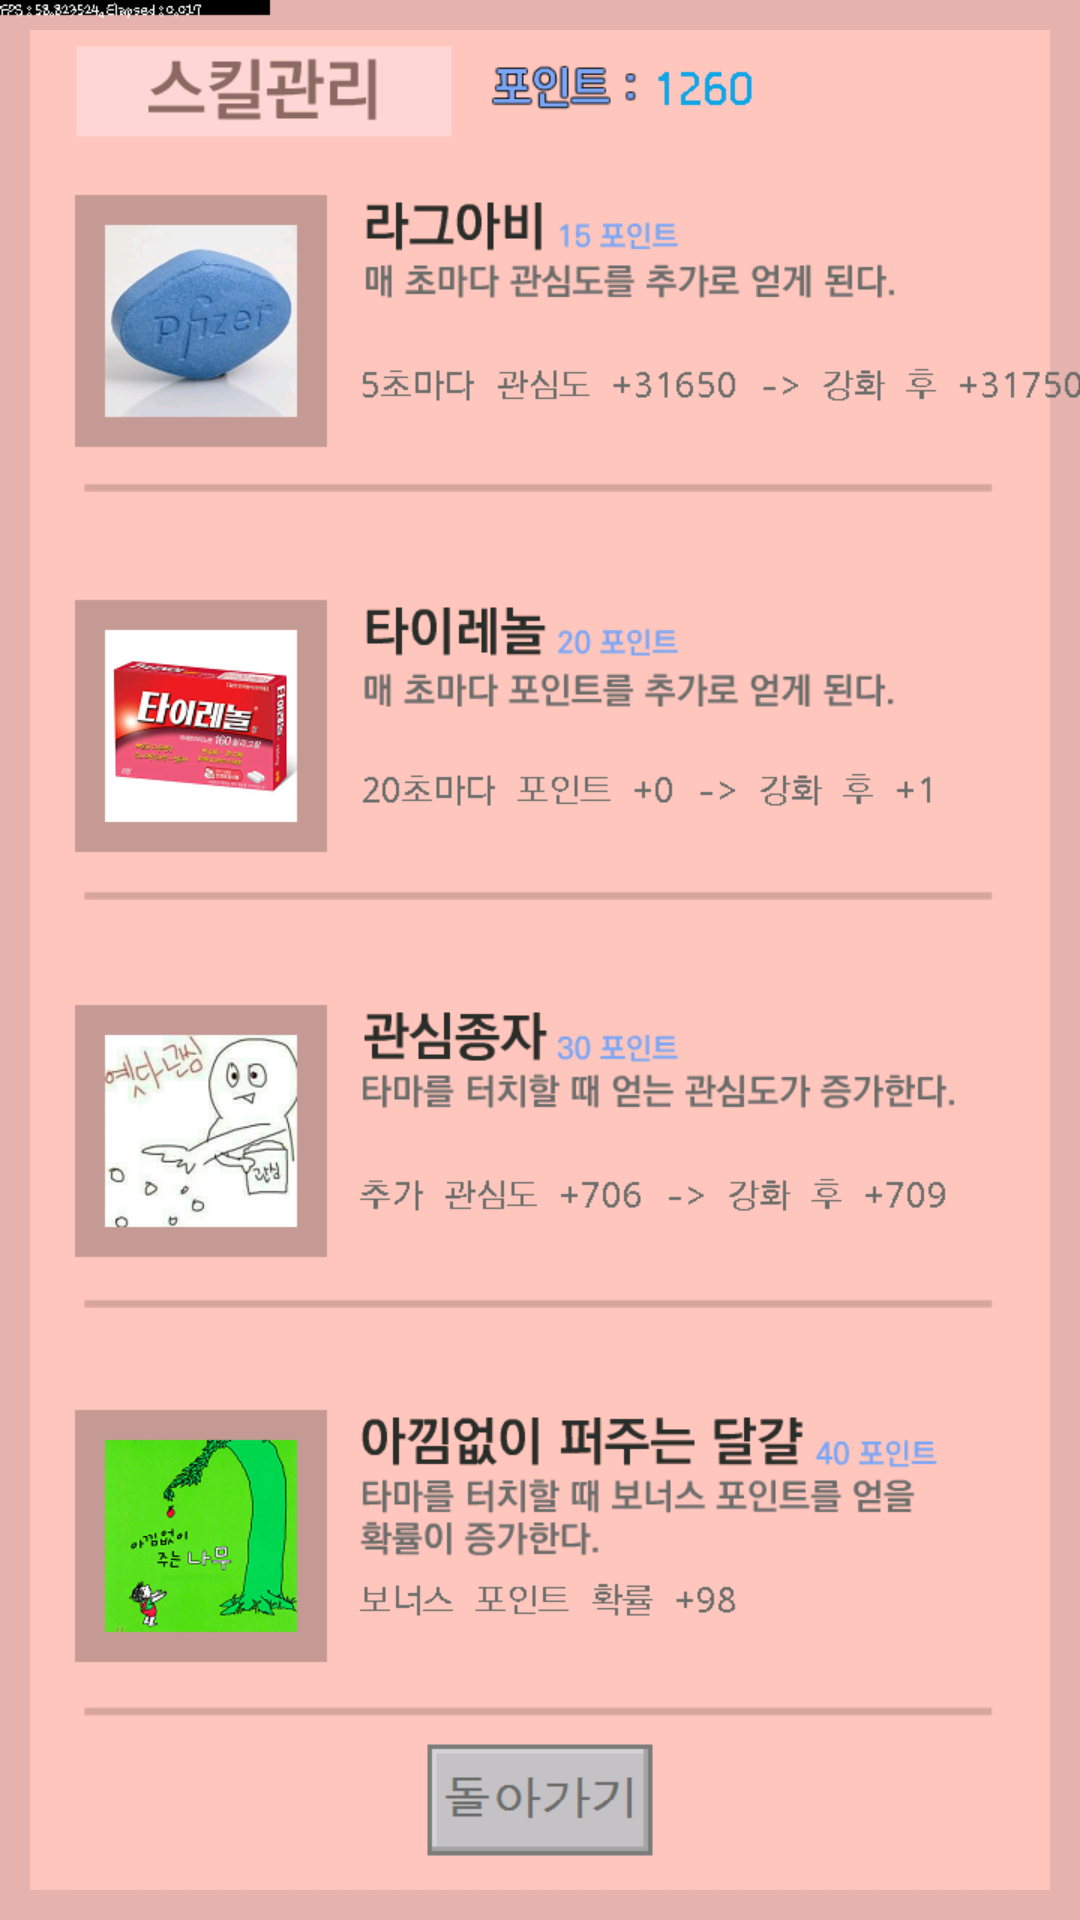 FPS : 58.823524, Elapsed : 0.017
스킬관리
포인트 : 1260
라그아비 15 포인트
매 초마다 관심도를 추가로 얻게 된다.
Pfizer
5초마다 관심도 +31650 -> 강화 후 +31750
타이레놀 20 포인트
매 초마다 포인트를 추가로 얻게 된다.
타이레놀
타이레놀
160
20초마다 포인트 +0 -> 강화 후 +1
관심종자 30 포인트
옛다 관심
타마를 터치할 때 얻는 관심도가 증가한다.
관심
추가 관심도 +706 -> 강화 후 +709
아낌없이 퍼주는 달걀 40 포인트
타마를 터치할 때 보너스 포인트를 얻을
확률이 증가한다.
아낌없이
주는 나무
보너스 포인트 확률 +98
돌아가기